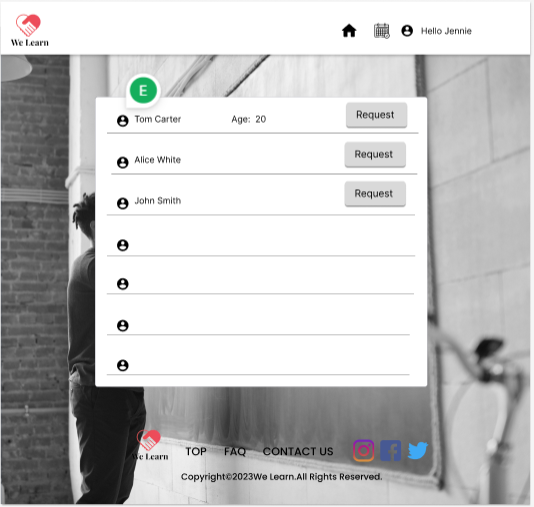 We Learn
Hello Jennie
E
Tom Carter Age: 20 Request
Alice White Request
John Smith Request
We Learn TOP FAQ CONTACT US
Copyright©2023We Learn.All Rights Reserved.